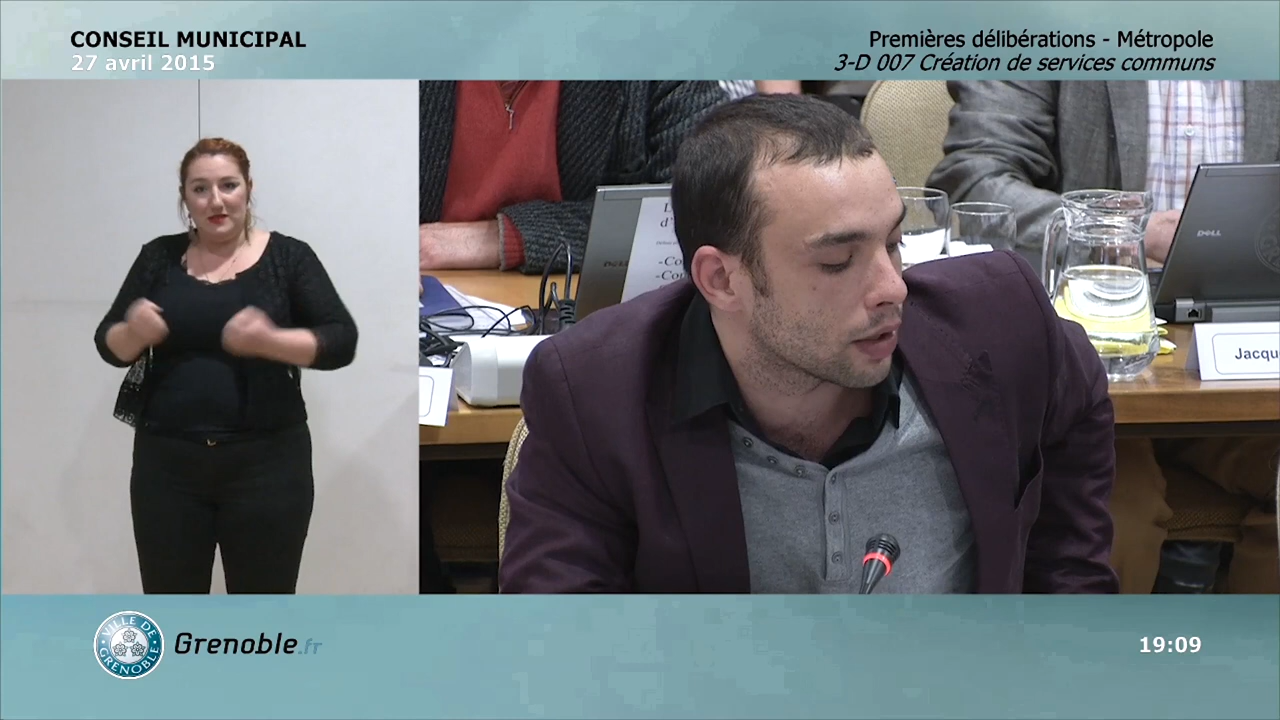 CONSEIL MUNICIPAL
27 avril 2015
Premières délibérations - Métropole
3-D 007 Création de services communs
DELL
DELL
Jacqu
VILLE DE
GRENOBLE
Grenoble.fr
19:09